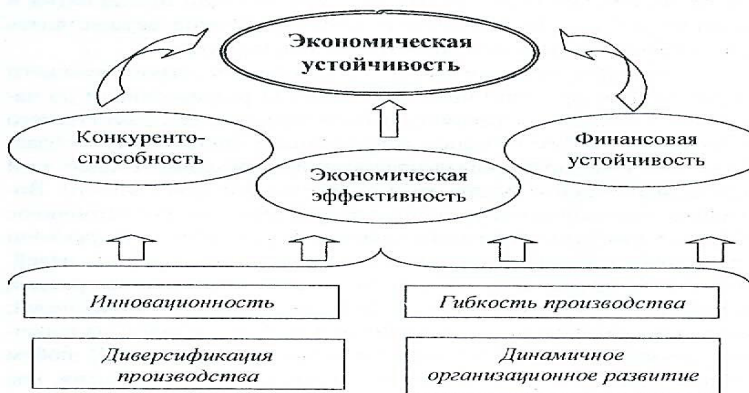 Экономическая
устойчивость
Конкуренто-
способность
Финансовая
устойчивость
Экономическая
эффективность
Инновационность
Гибкость производства
Диверсификация
производства
Динамичное
организационное развитие